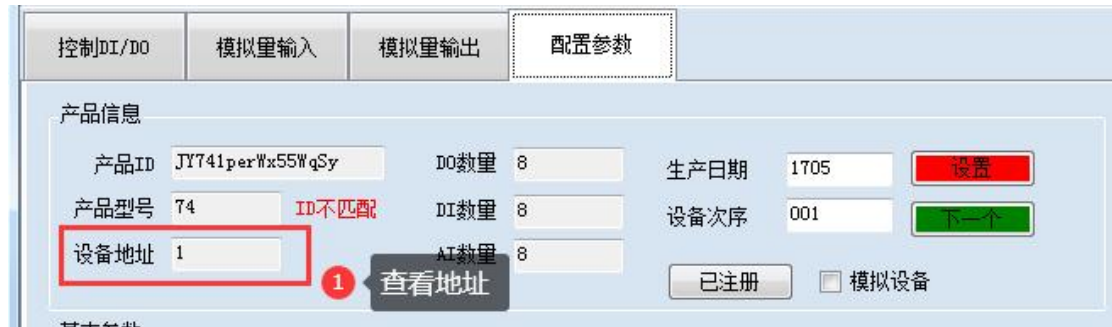 控制DI/DO 模拟量输入 模拟量输出 配置参数
产品信息
产品ID JY741perWx55WqSy DO数量 8 生产日期 1705 设置
产品型号 74 ID不匹配 DI数量 8 设备次序 001 下一个
设备地址 1 AI数量 8
1 查看地址 已注册 模拟设备
基本参数